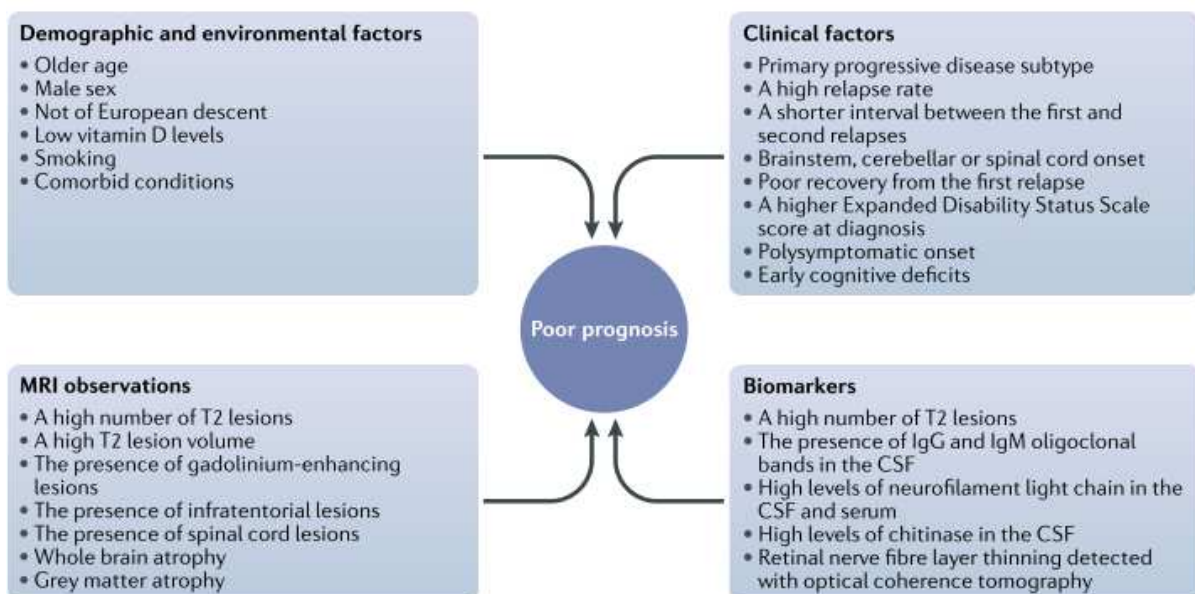 Demographic and environmental factors
• Older age
• Male sex
• Not of European descent
• Low vitamin D levels
• Smoking
• Comorbid conditions
Clinical factors
• Primary progressive disease subtype
• A high relapse rate
• A shorter interval between the first and
second relapses
• Brainstem, cerebellar or spinal cord onset
• Poor recovery from the first relapse
• A higher Expanded Disability Status Scale
score at diagnosis
• Polysymptomatic onset
• Early cognitive deficits
Poor prognosis
MRI observations
• A high number of T2 lesions
• A high T2 lesion volume
• The presence of gadolinium-enhancing
lesions
• The presence of infratentorial lesions
• The presence of spinal cord lesions
• Whole brain atrophy
• Grey matter atrophy
Biomarkers
• A high number of T2 lesions
• The presence of IgG and IgM oligoclonal
bands in the CSF
• High levels of neurofilament light chain in the
CSF and serum
• High levels of chitinase in the CSF
• Retinal nerve fibre layer thinning detected
with optical coherence tomography